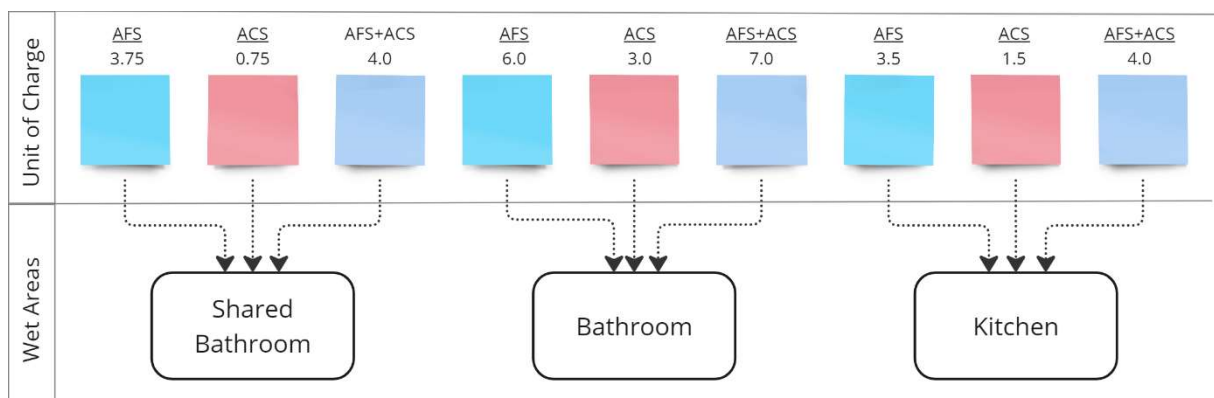 Unit of Charge
AFS
3.75
ACS
0.75
AFS+ACS
4.0
AFS
6.0
ACS
3.0
AFS+ACS
7.0
AFS
3.5
ACS
1.5
AFS+ACS
4.0
Wet Areas
Shared
Bathroom
Bathroom
Kitchen